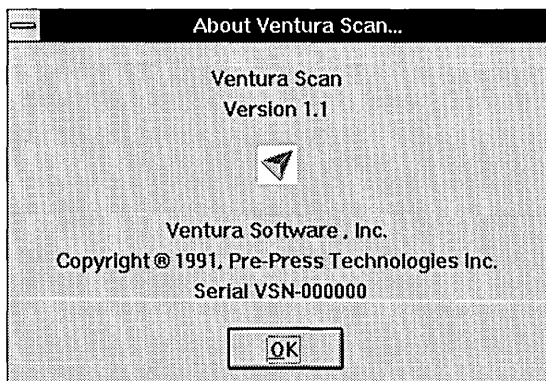 About Ventura Scan...
Ventura Scan
Version 1.1
Ventura Software , Inc.
Copyright ® 1991, Pre-Press Technologies Inc.
Serial VSN-000000
OK